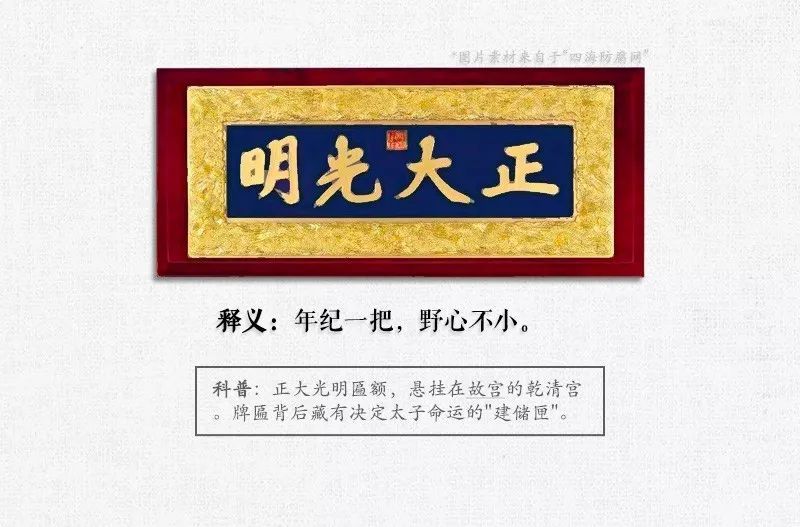 *图片素材来自于"四海防腐网"
正大光明
释义：年纪一把，野心不小。
科普：正大光明匾额，悬挂在故宫的乾清宫
。牌匾背后藏有决定太子命运的"建储匣"。